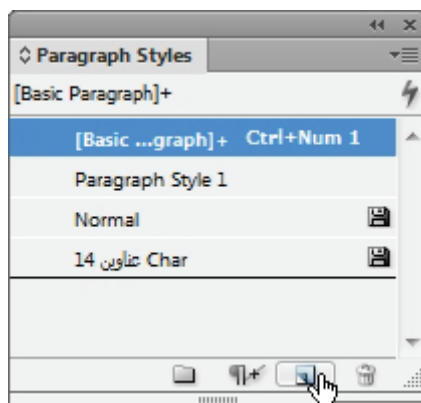 Paragraph Styles
[Basic Paragraph]+
[Basic ...graph]+ Ctrl+Num 1
Paragraph Style 1
Normal
عناوين 14 Char